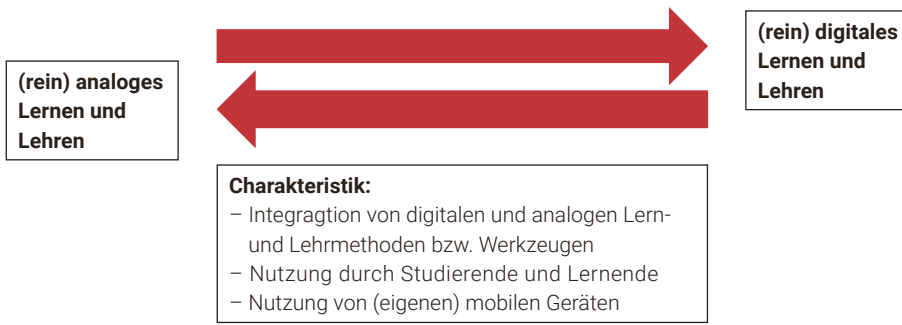 (rein) analoges
Lernen und
Lehren
(rein) digitales
Lernen und
Lehren
Charakteristik:
– Integragtion von digitalen und analogen Lern-
und Lehrmethoden bzw. Werkzeugen
– Nutzung durch Studierende und Lernende
– Nutzung von (eigenen) mobilen Geräten